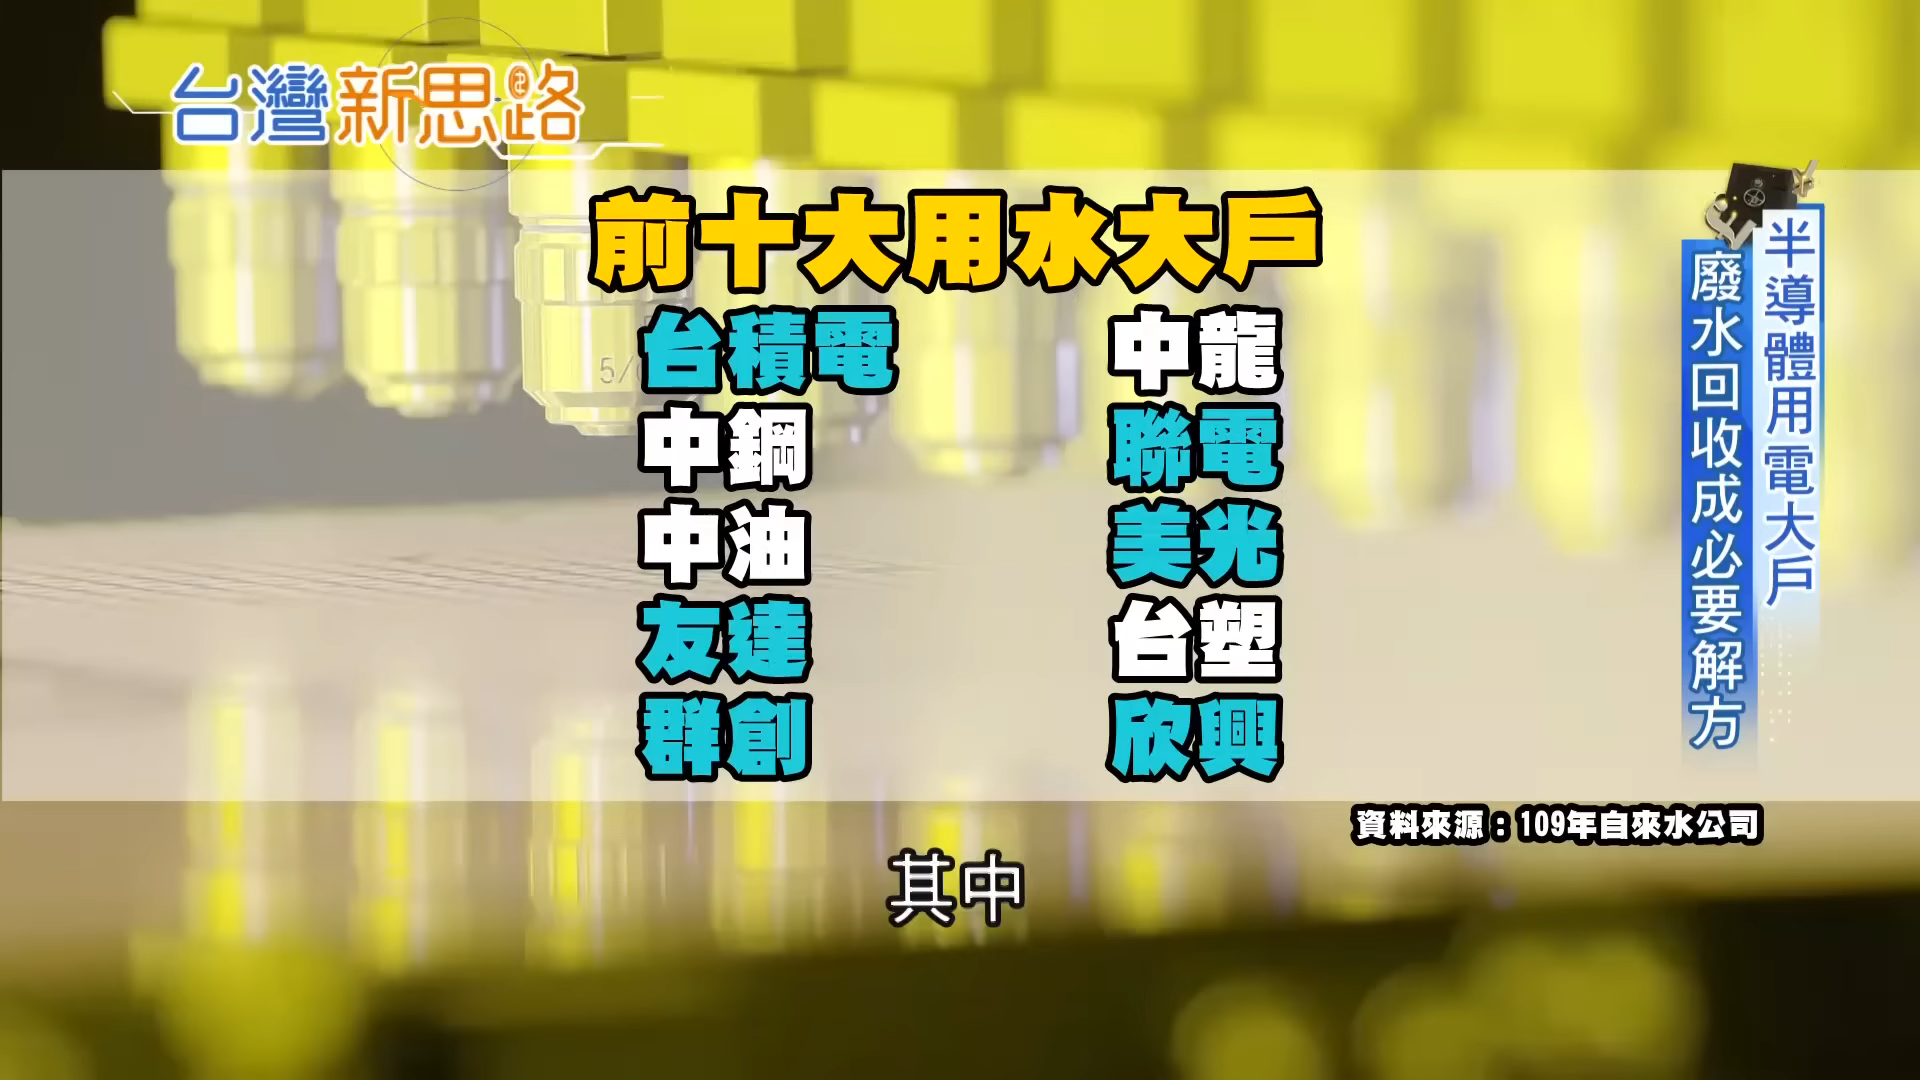 台灣新思路
前十大用水大戶
台積電
中鋼
中油
友達
群創
中龍
聯電
美光
台塑
欣興
半導體用電大戶
廢水回收成必要解方
資料來源：109年自來水公司
其中